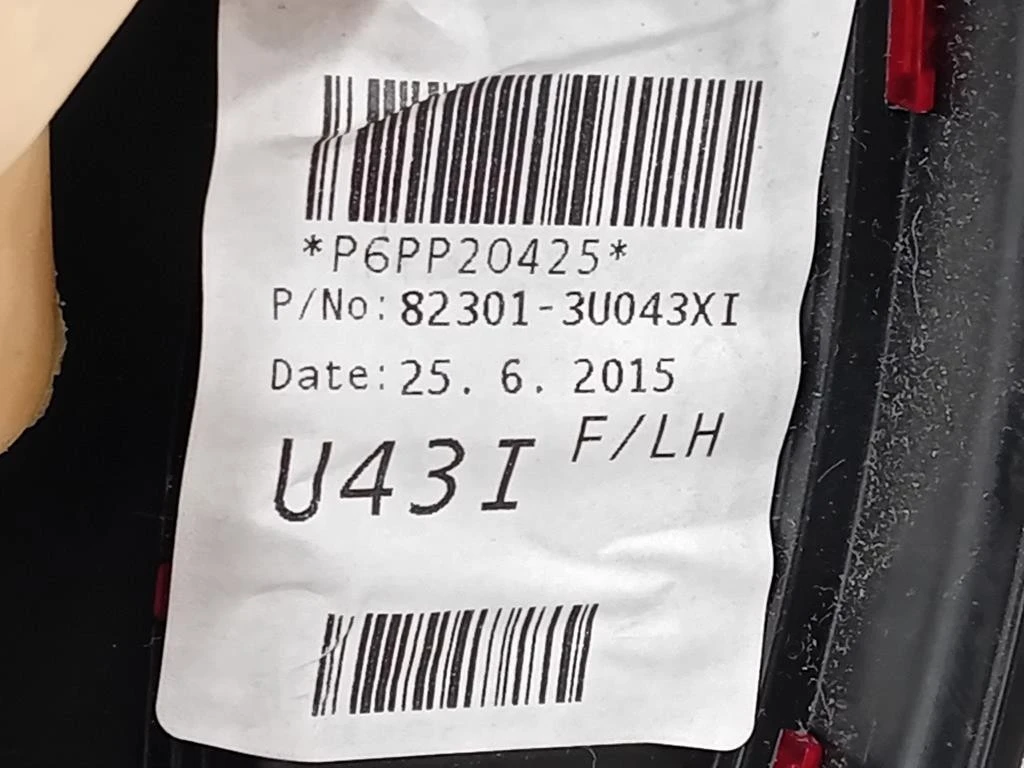 *P6PP20425*
P/No: 82301-3U043XI
Date: 25. 6. 2015
U43I F/LH